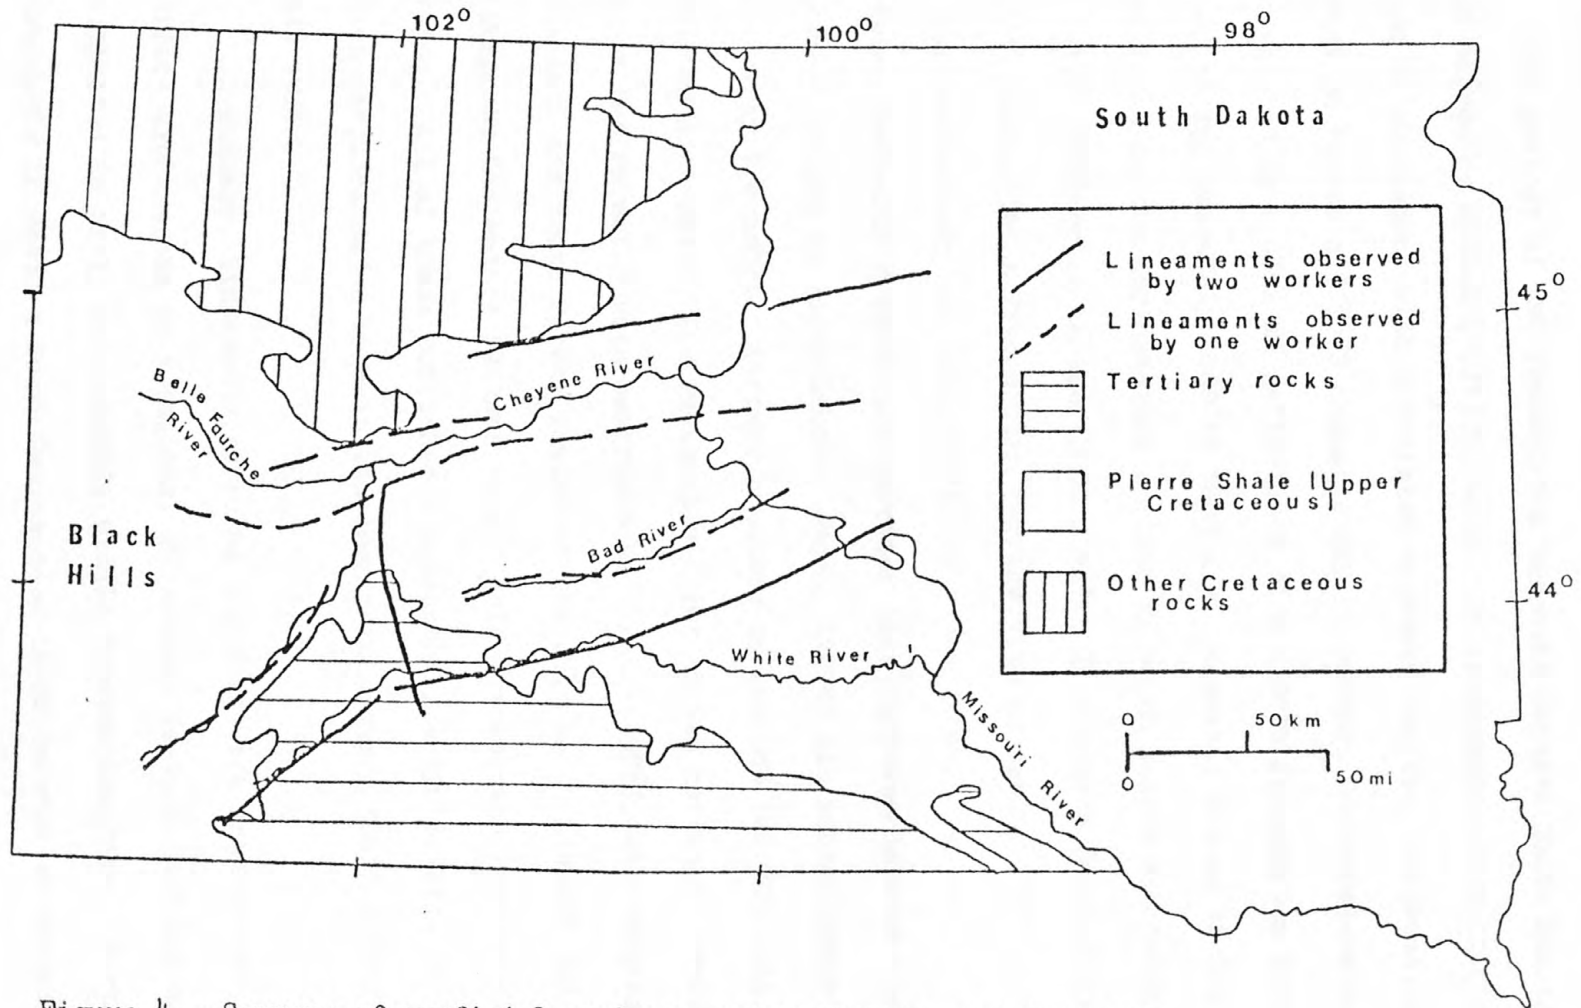 102°
100°
98°
South Dakota
Lineaments observed
by two workers
Lineaments observed
by one worker
Tertiary rocks
Pierre Shale (Upper
Cretaceous)
Other Cretaceous
rocks
45°
44°
Belle Fourche
River
Cheyene River
Black
Hills
Bad River
White River
Missouri River
0
50 km
0
50 mi
Figure 4